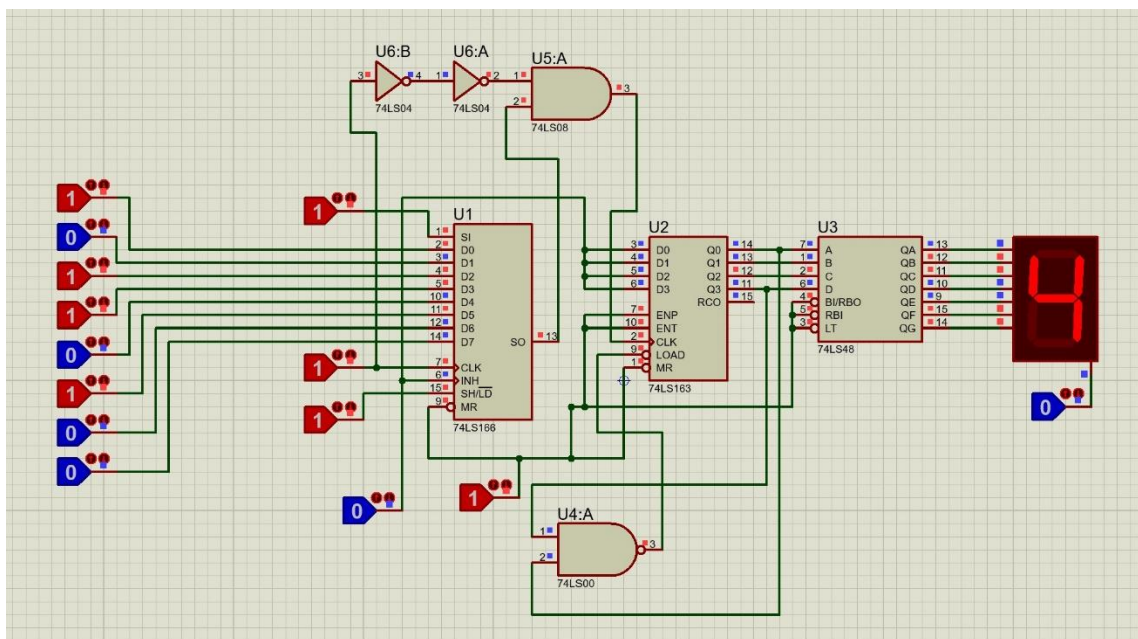 U6:B
3 4
74LS04
U6:A
1 2
74LS04
U5:A
1
2
3
74LS08
1
0
1
1
0
1
0
0
1
1
1
0
1
0
U1
1 SI
2 D0
3 D1
4 D2
5 D3
10 D4
11 D5
12 D6
14 D7
SO 13
7 CLK
6 INH
15 SH/LD
9 MR
74LS166
U2
3 D0 Q0 14
4 D1 Q1 13
5 D2 Q2 12
6 D3 Q3 11
RCO 15
7 ENP
10 ENT
2 CLK
9 LOAD
1 MR
74LS163
U3
7 A QA 13
1 B QB 12
2 C QC 11
6 D QD 10
4 BI/RBO QE 9
5 RBI QF 15
3 LT QG 14
74LS48
4
U4:A
1
2
3
74LS00